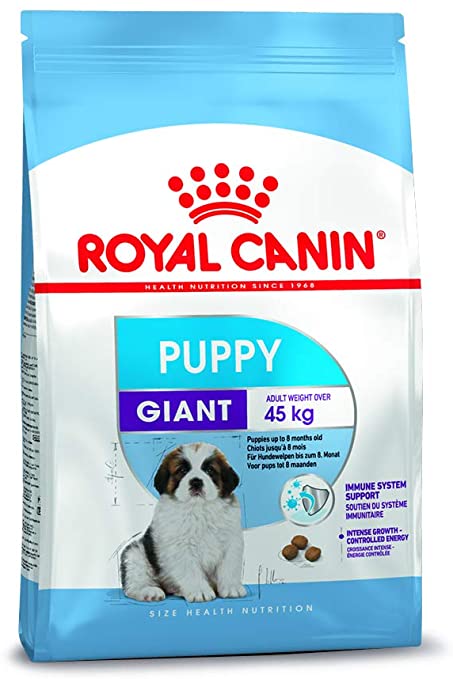 ROYAL CANIN®
HEALTH NUTRITION SINCE 1968
PUPPY
GIANT
ADULT WEIGHT OVER
45 kg
Puppies up to 8 months old
Chiots jusqu'à 8 mois
Für Hundewelpen bis zum 8. Monat
Voor pups tot 8 maanden
IMMUNE SYSTEM
SUPPORT
SOUTIEN DU SYSTÈME
IMMUNITAIRE
INTENSE GROWTH -
CONTROLLED ENERGY
CROISSANCE INTENSE -
ÉNERGIE CONTRÔLÉE
SIZE HEALTH NUTRITION